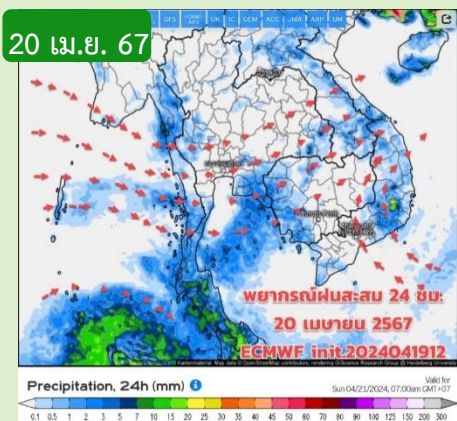 GFS ECMWF UK IC GEM ACC JMA ARP UM
20 เม.ย. 67
Phnom Penh
พยากรณ์ฝนสะสม 24 ชม.
20 เมษายน 2567
ECMWF init.2024041912
Precipitation, 24h (mm)
Valid for
Sun 04/21/2024, 07:00am GMT+07
0.1 0.5 1 2 3 5 7 10 15 20 25 30 35 40 45 50 60 70 80 90 100 125 150 200 300